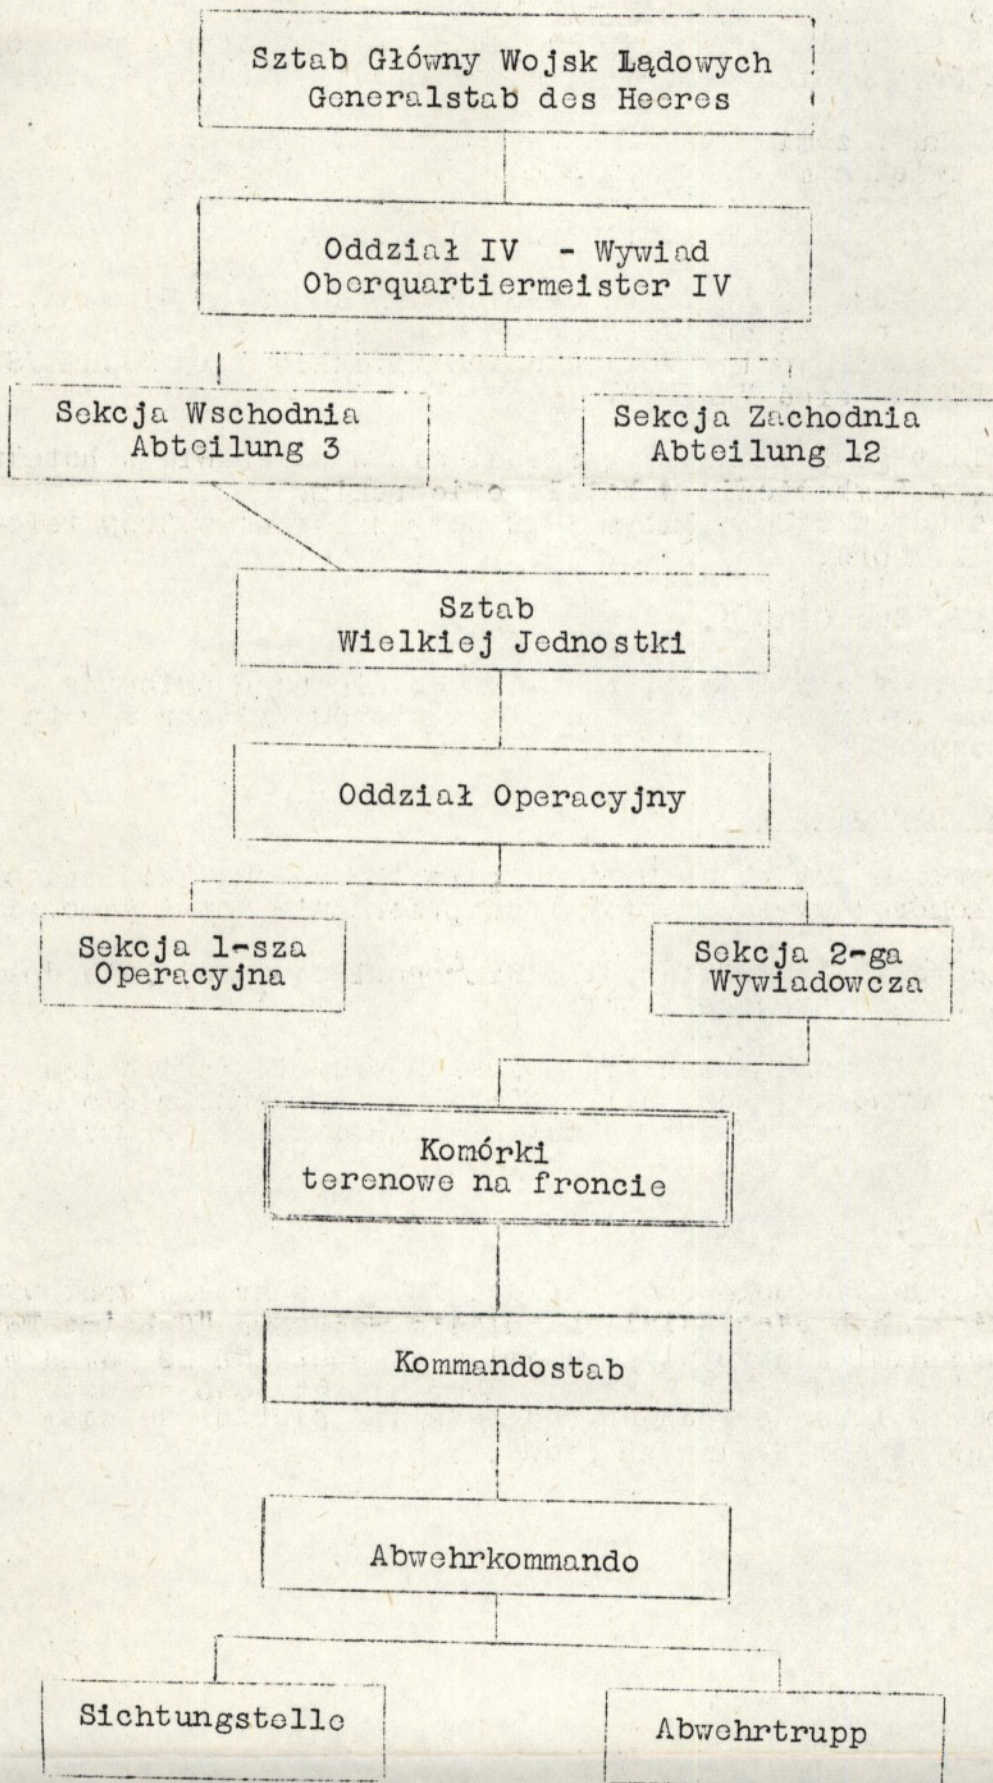 Sztab Główny Wojsk Lądowych
Generalstab des Heeres
Oddział IV - Wywiad
Oberquartiermeister IV
Sekcja Wschodnia
Abteilung 3
Sekcja Zachodnia
Abteilung 12
Sztab
Wielkiej Jednostki
Oddział Operacyjny
Sekcja 1-sza
Operacyjna
Sekcja 2-ga
Wywiadowcza
Komórki
terenowe na froncie
Kommandostab
Abwehrkommando
Sichtungstelle
Abwehrtrupp